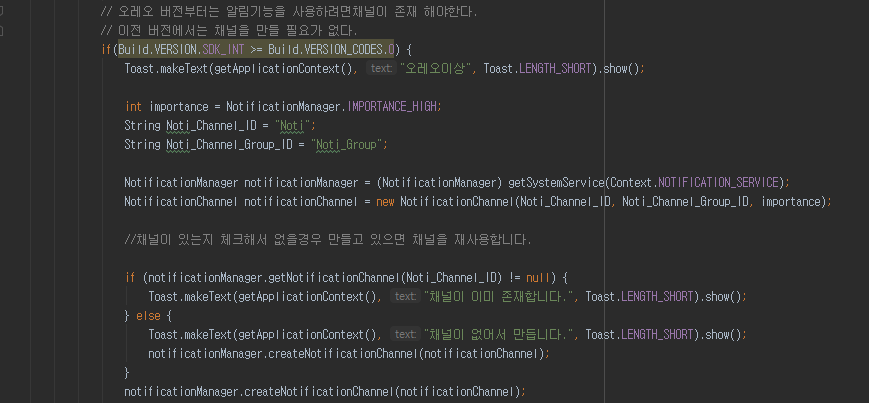 // 오레오 버전부터는 알림기능을 사용하려면채널이 존재 해야한다.
// 이전 버전에서는 채널을 만들 필요가 없다.
if(Build.VERSION.SDK_INT >= Build.VERSION_CODES.O) {
Toast.makeText(getApplicationContext(), text: "오레오이상", Toast.LENGTH_SHORT).show();
int importance = NotificationManager.IMPORTANCE_HIGH;
String Noti_Channel_ID = "Noti";
String Noti_Channel_Group_ID = "Noti_Group";
NotificationManager notificationManager = (NotificationManager) getSystemService(Context.NOTIFICATION_SERVICE);
NotificationChannel notificationChannel = new NotificationChannel(Noti_Channel_ID, Noti_Channel_Group_ID, importance);
//채널이 있는지 체크해서 없을경우 만들고 있으면 채널을 재사용합니다.
if (notificationManager.getNotificationChannel(Noti_Channel_ID) != null) {
Toast.makeText(getApplicationContext(), text: "채널이 이미 존재합니다.", Toast.LENGTH_SHORT).show();
} else {
Toast.makeText(getApplicationContext(), text: "채널이 없어서 만듭니다.", Toast.LENGTH_SHORT).show();
notificationManager.createNotificationChannel(notificationChannel);
}
notificationManager.createNotificationChannel(notificationChannel);